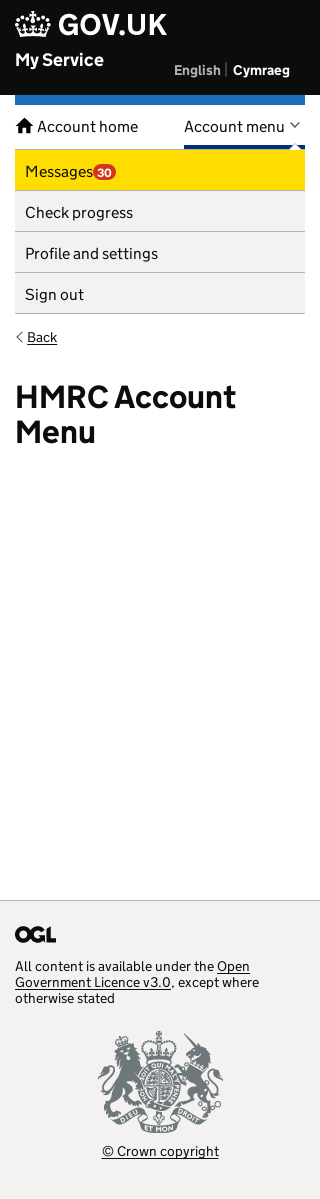 GOV.UK
My Service
English | Cymraeg
Account home
Account menu
Messages 30
Check progress
Profile and settings
Sign out
Back
HMRC Account
Menu
OGL
All content is available under the Open
Government Licence v3.0, except where
otherwise stated
DIEU ET MON DROIT
© Crown copyright